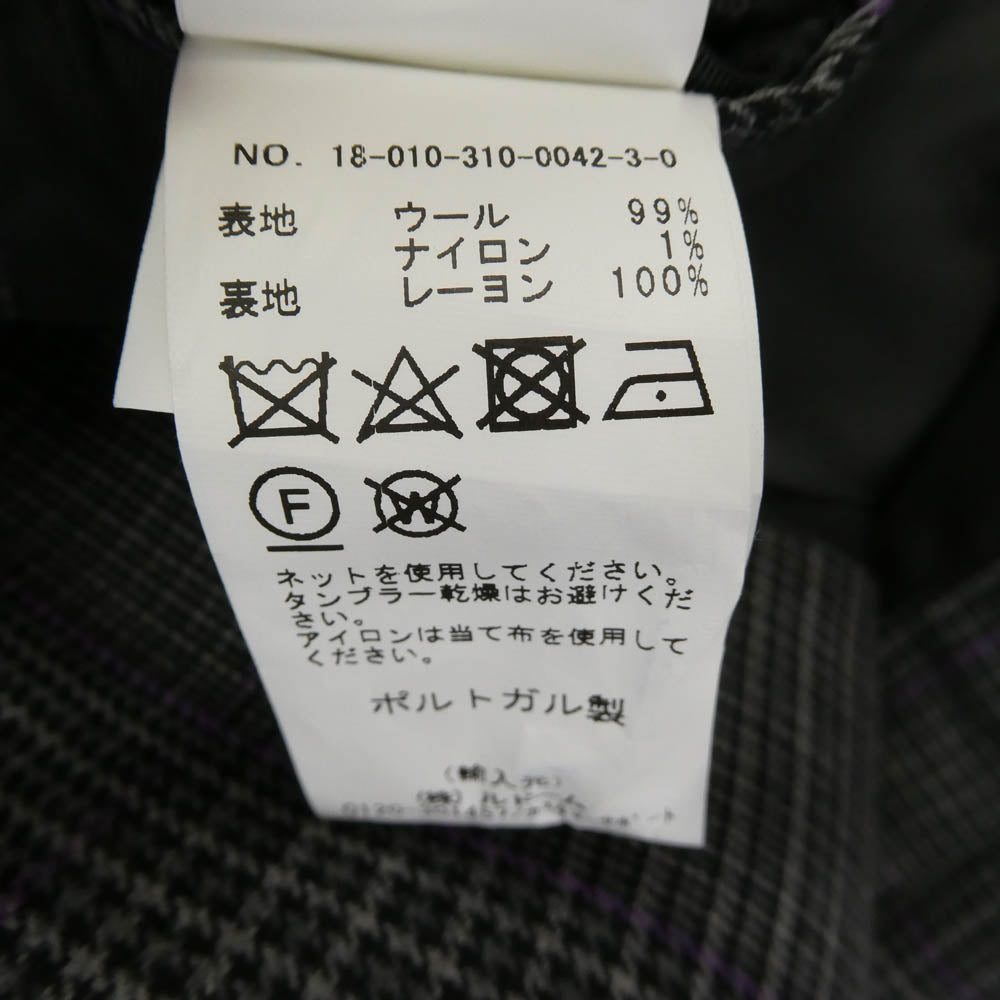 NO. 18-010-310-0042-3-0
表地 ウール 99%
ナイロン 1%
裏地 レーヨン 100%
F
W
ネットを使用してください。
タンブラー乾燥はお避けくだ
さい。
アイロンは当て布を使用して
ください。
ポルトガル製
(輸入元)
(株)